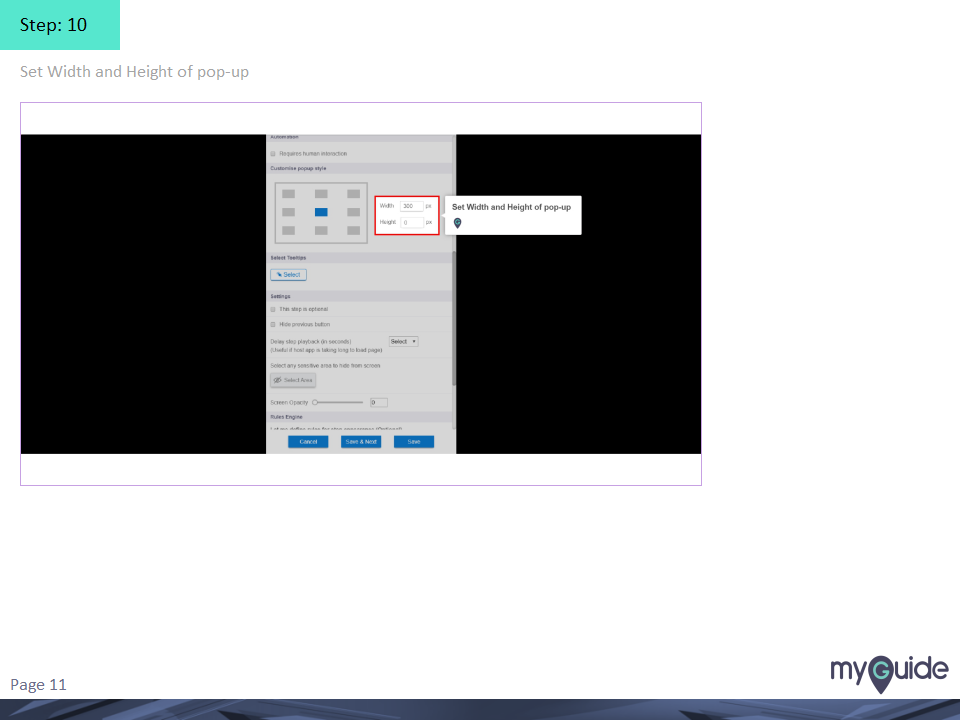 Step: 10
Set Width and Height of pop-up
Automation
Requires human interaction
Customise popup style
Width 300 px
Height 0 px
Set Width and Height of pop-up
Select Tooltips
Select
Settings
This step is optional
Hide previous button
Delay step playback (in seconds)
Select
(Useful if host app is taking long to load page)
Select any sensitive area to hide from screen.
Select Area
Screen Opacity 0
Rules Engine
Cancel Save & Next Save
Page 11
myGuide